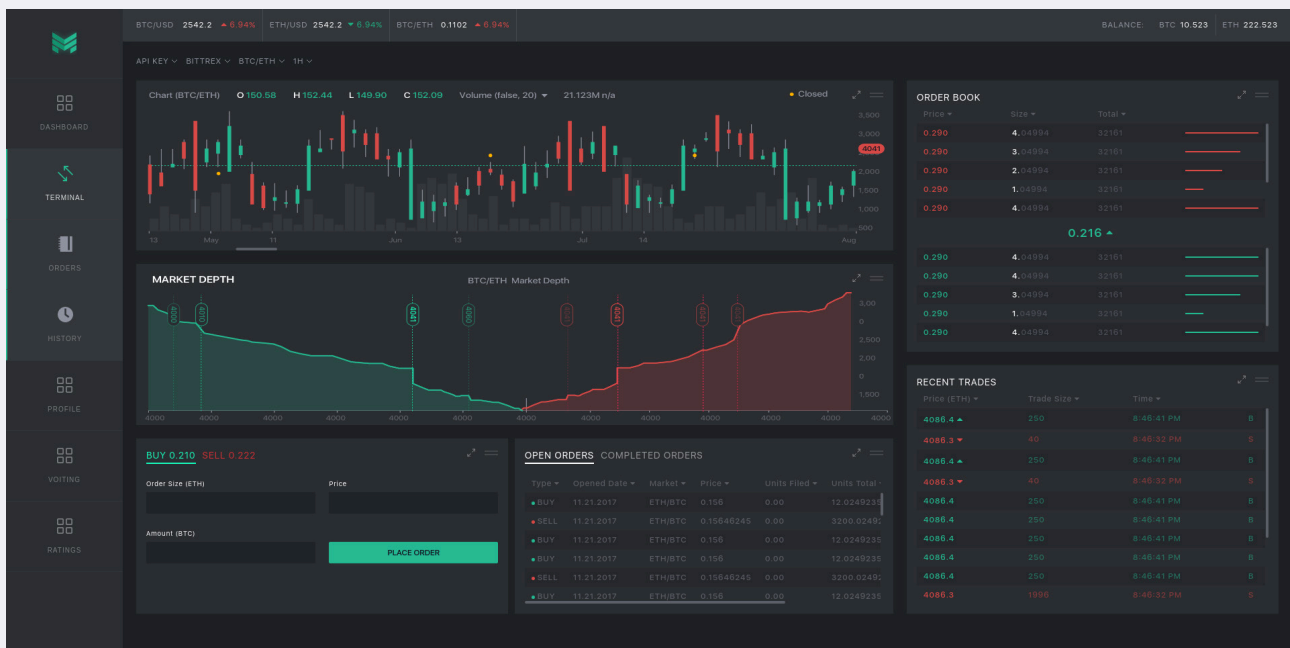 BTC/USD 2542.2 ▲ 6.94% ETH/USD 2542.2 ▼ 6.94% BTC/ETH 0.1102 ▲ 6.94% BALANCE: BTC 10.523 ETH 222.523
API KEY BITTREX BTC/ETH 1H
DASHBOARD
TERMINAL
ORDERS
HISTORY
PROFILE
VOITING
RATINGS
Chart (BTC/ETH) O 150.58 H 152.44 L 149.90 C 152.09 Volume (false, 20) 21.123M n/a Closed
3,500
3,000
4041
2,000
1,500
1,000
500
13 May 11 Jun 13 Jul 14 Aug
MARKET DEPTH BTC/ETH Market Depth
4000 4010 4041 4060 4041 4041 4041 4041
3,00
0
2,500
2,00
0
1,500
4000 4000 4000 4000 4000 4000 4000 4000 4000 4000
BUY 0.210 SELL 0.222
Order Size (ETH) Price
Amount (BTC)
PLACE ORDER
OPEN ORDERS COMPLETED ORDERS
Type Opened Date Market Price Units Filed Units Total
BUY 11.21.2017 ETH/BTC 0.156 0.00 12.0249235
SELL 11.21.2017 ETH/BTC 0.15646245 0.00 3200.02492
BUY 11.21.2017 ETH/BTC 0.156 0.00 12.0249235
BUY 11.21.2017 ETH/BTC 0.156 0.00 12.0249235
SELL 11.21.2017 ETH/BTC 0.15646245 0.00 3200.02492
BUY 11.21.2017 ETH/BTC 0.156 0.00 12.0249235
ORDER BOOK
Price Size Total
0.290 4.04994 32161
0.290 3.04994 32161
0.290 2.04994 32161
0.290 1.04994 32161
0.290 4.04994 32161
0.216 ▲
0.290 4.04994 32161
0.290 4.04994 32161
0.290 3.04994 32161
0.290 1.04994 32161
0.290 4.04994 32161
RECENT TRADES
Price (ETH) Trade Size Time
4086.4 ▲ 250 8:46:41 PM B
4086.3 ▼ 40 8:46:32 PM S
4086.4 ▲ 250 8:46:41 PM B
4086.3 ▼ 40 8:46:32 PM S
4086.4 250 8:46:41 PM B
4086.4 250 8:46:41 PM B
4086.4 250 8:46:41 PM B
4086.4 250 8:46:41 PM B
4086.4 250 8:46:41 PM B
4086.3 1996 8:46:32 PM S